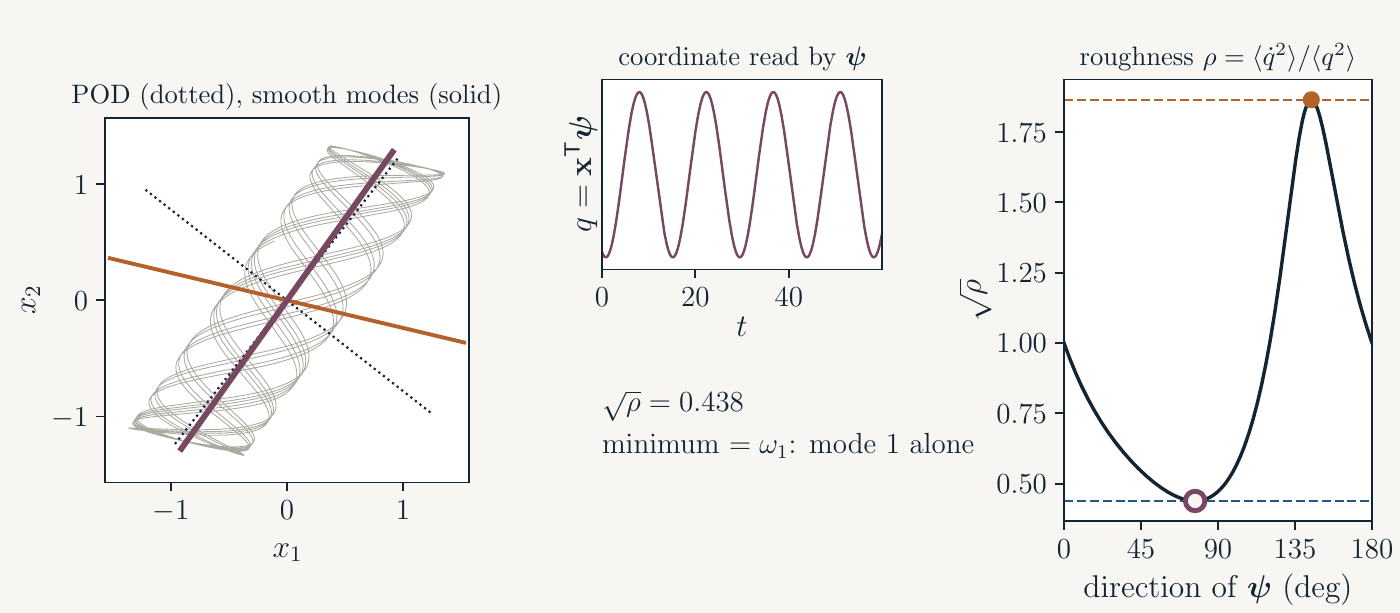 POD (dotted), smooth modes (solid)
1
0
−1
x₂
−1 0 1
x₁
coordinate read by 𝝍
q = 𝐱ᵀ𝝍
0 20 40
t
√ρ = 0.438
minimum = ω₁: mode 1 alone
roughness ρ = ⟨q̇²⟩/⟨q²⟩
1.75
1.50
1.25
1.00
0.75
0.50
√ρ
0 45 90 135 180
direction of 𝝍 (deg)